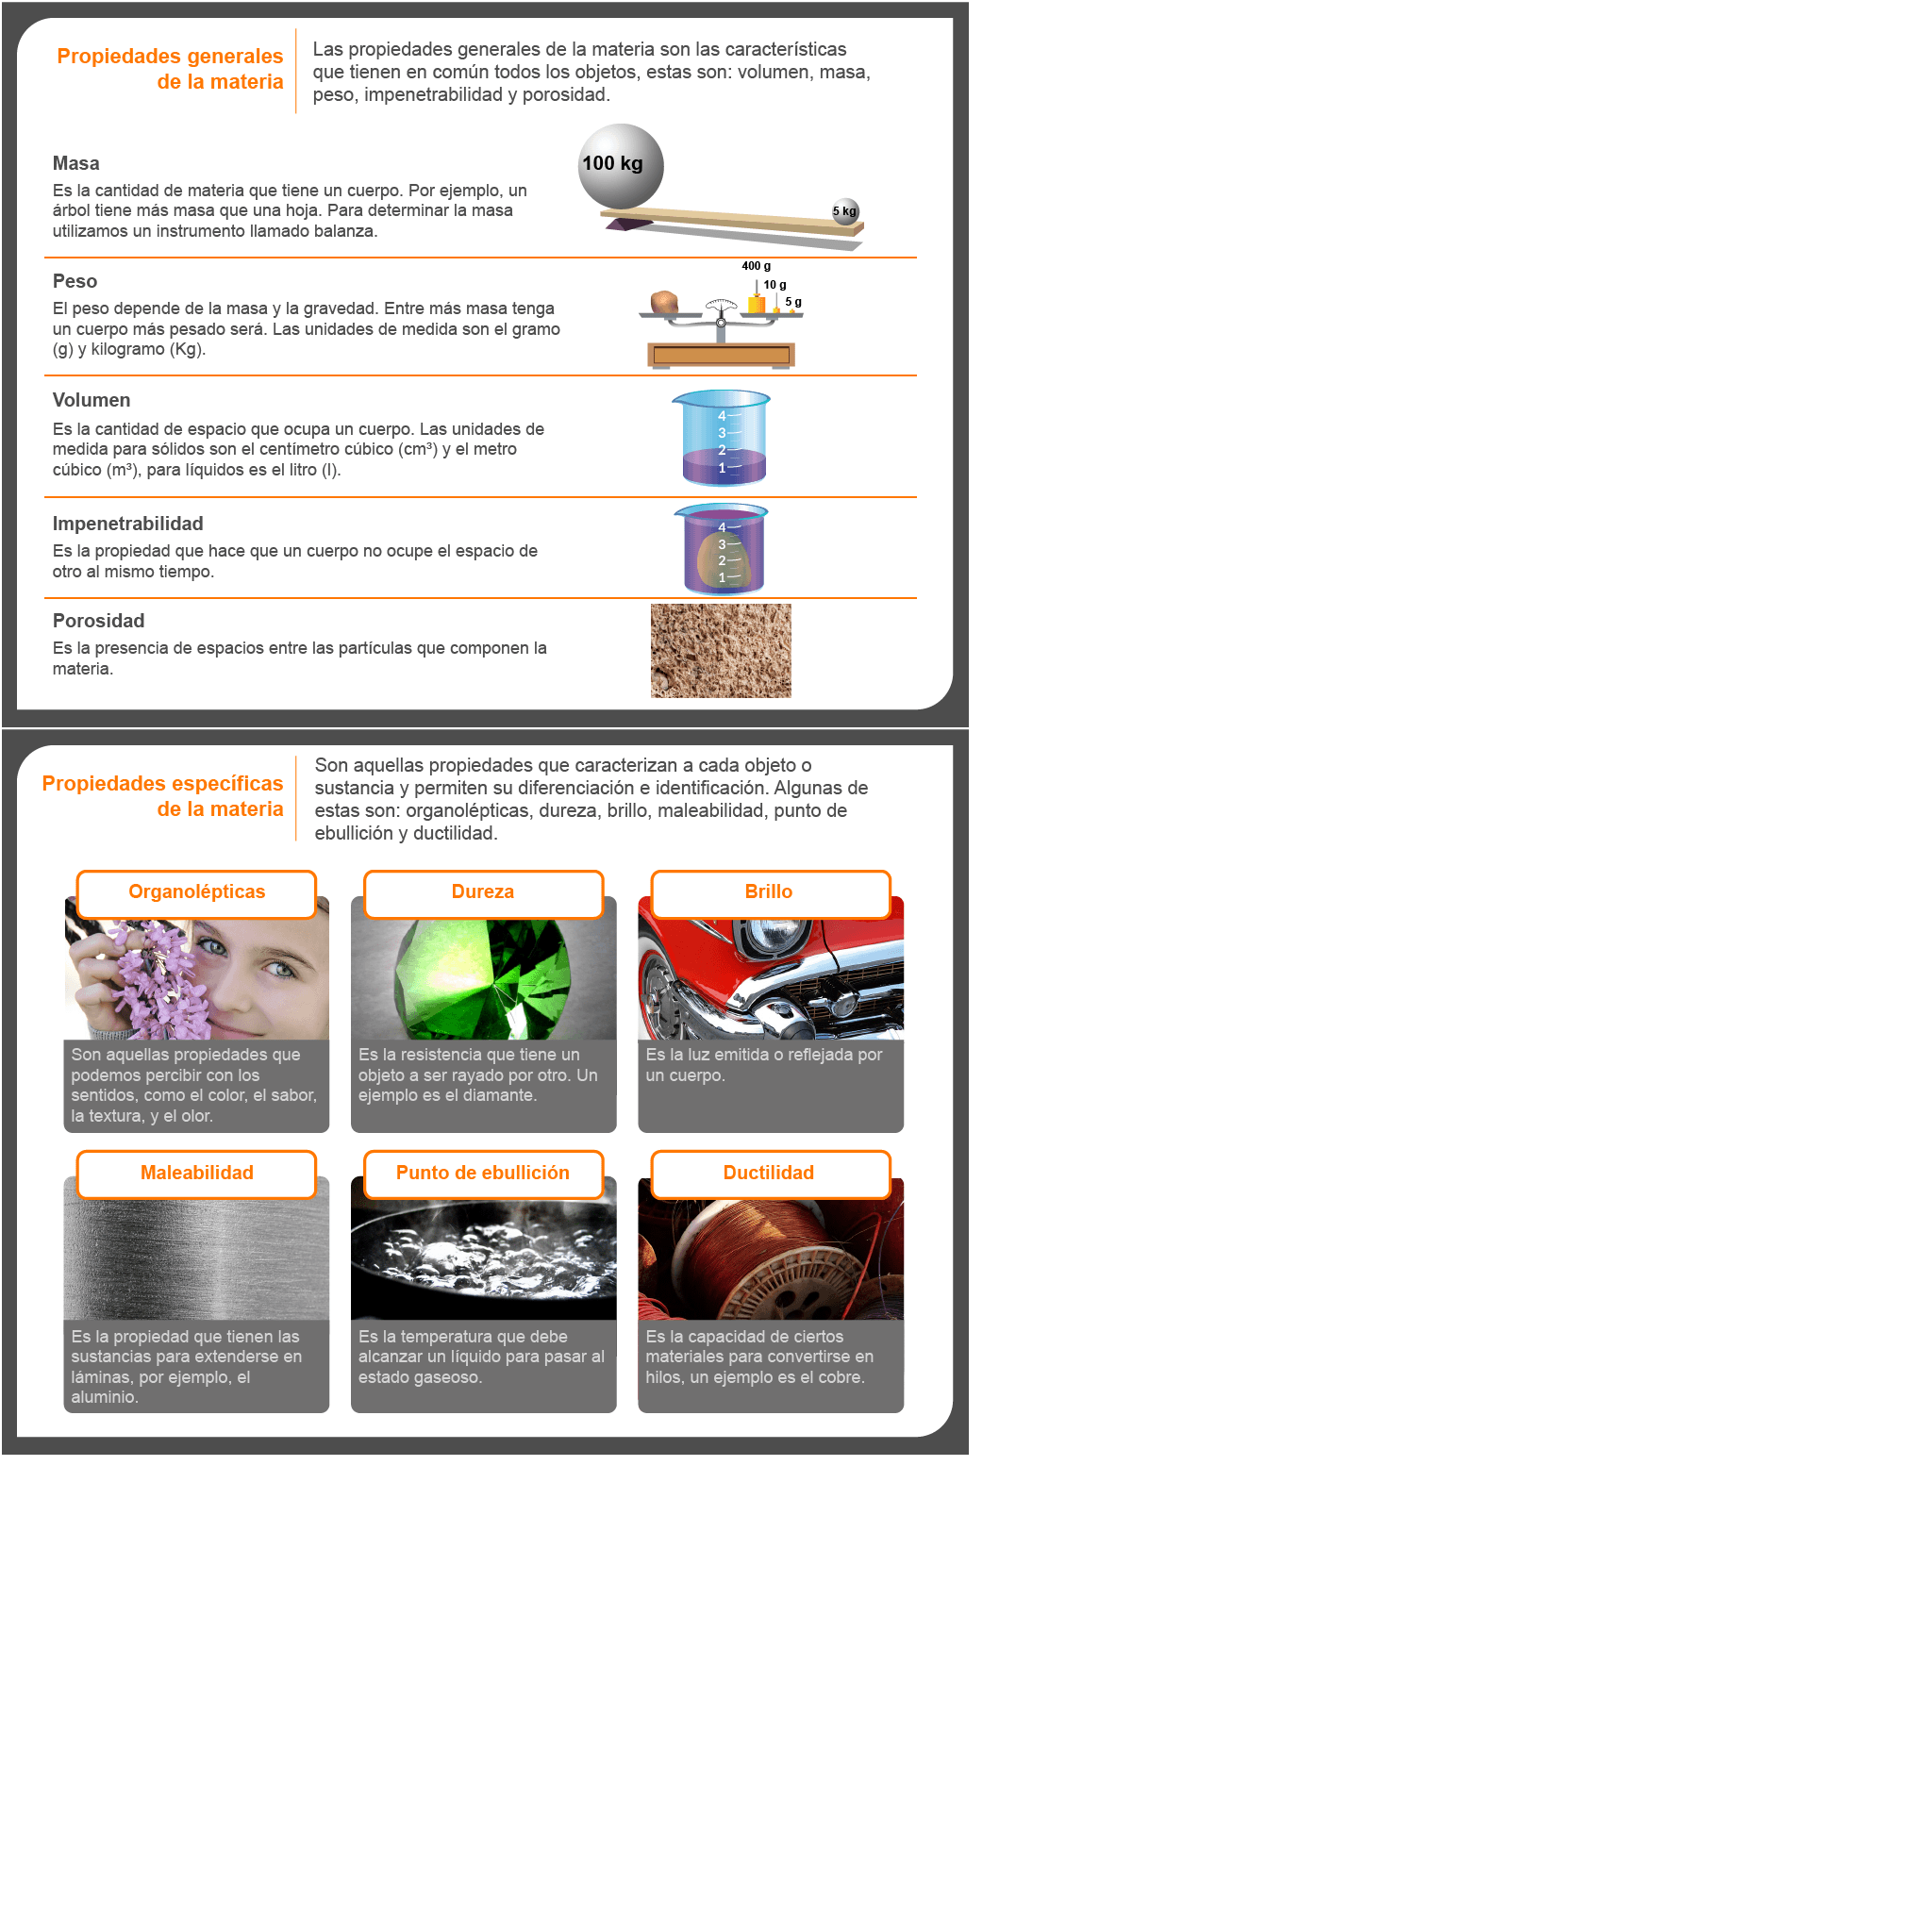 Propiedades generales
de la materia
Las propiedades generales de la materia son las características
que tienen en común todos los objetos, estas son: volumen, masa,
peso, impenetrabilidad y porosidad.
Masa
Es la cantidad de materia que tiene un cuerpo. Por ejemplo, un
árbol tiene más masa que una hoja. Para determinar la masa
utilizamos un instrumento llamado balanza.
100 kg
5 kg
Peso
El peso depende de la masa y la gravedad. Entre más masa tenga
un cuerpo más pesado será. Las unidades de medida son el gramo
(g) y kilogramo (Kg).
400 g
10 g
5 g
Volumen
Es la cantidad de espacio que ocupa un cuerpo. Las unidades de
medida para sólidos son el centímetro cúbico (cm³) y el metro
cúbico (m³), para líquidos es el litro (l).
4
3
2
1
Impenetrabilidad
Es la propiedad que hace que un cuerpo no ocupe el espacio de
otro al mismo tiempo.
4
3
2
1
Porosidad
Es la presencia de espacios entre las partículas que componen la
materia.
Propiedades específicas
de la materia
Son aquellas propiedades que caracterizan a cada objeto o
sustancia y permiten su diferenciación e identificación. Algunas de
estas son: organolépticas, dureza, brillo, maleabilidad, punto de
ebullición y ductilidad.
Organolépticas
Son aquellas propiedades que
podemos percibir con los
sentidos, como el color, el sabor,
la textura, y el olor.
Dureza
Es la resistencia que tiene un
objeto a ser rayado por otro. Un
ejemplo es el diamante.
Brillo
Es la luz emitida o reflejada por
un cuerpo.
Maleabilidad
Es la propiedad que tienen las
sustancias para extenderse en
láminas, por ejemplo, el
aluminio.
Punto de ebullición
Es la temperatura que debe
alcanzar un líquido para pasar al
estado gaseoso.
Ductilidad
Es la capacidad de ciertos
materiales para convertirse en
hilos, un ejemplo es el cobre.